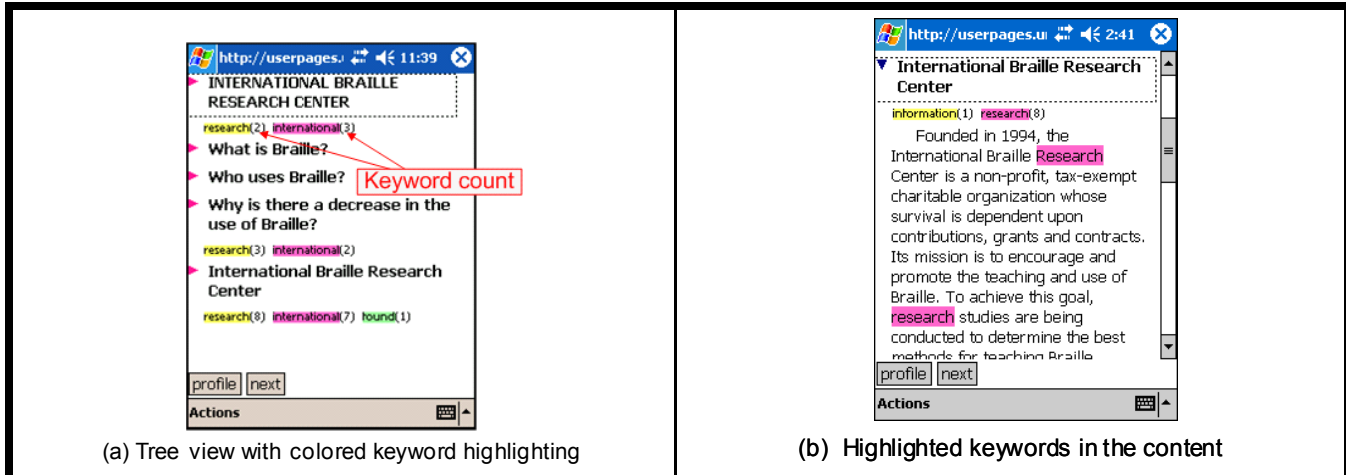 http://userpages.u 11:39
INTERNATIONAL BRAILLE
RESEARCH CENTER
research(2) international(3)
What is Braille?
Who uses Braille?
Keyword count
Why is there a decrease in the
use of Braille?
research(3) international(2)
International Braille Research
Center
research(8) international(7) found(1)
profile next
Actions
(a) Tree view with colored keyword highlighting
http://userpages.ui 2:41
International Braille Research
Center
information(1) research(8)
Founded in 1994, the
International Braille Research
Center is a non-profit, tax-exempt
charitable organization whose
survival is dependent upon
contributions, grants and contracts.
Its mission is to encourage and
promote the teaching and use of
Braille. To achieve this goal,
research studies are being
conducted to determine the best
methods for teaching Braille
profile next
Actions
(b) Highlighted keywords in the content